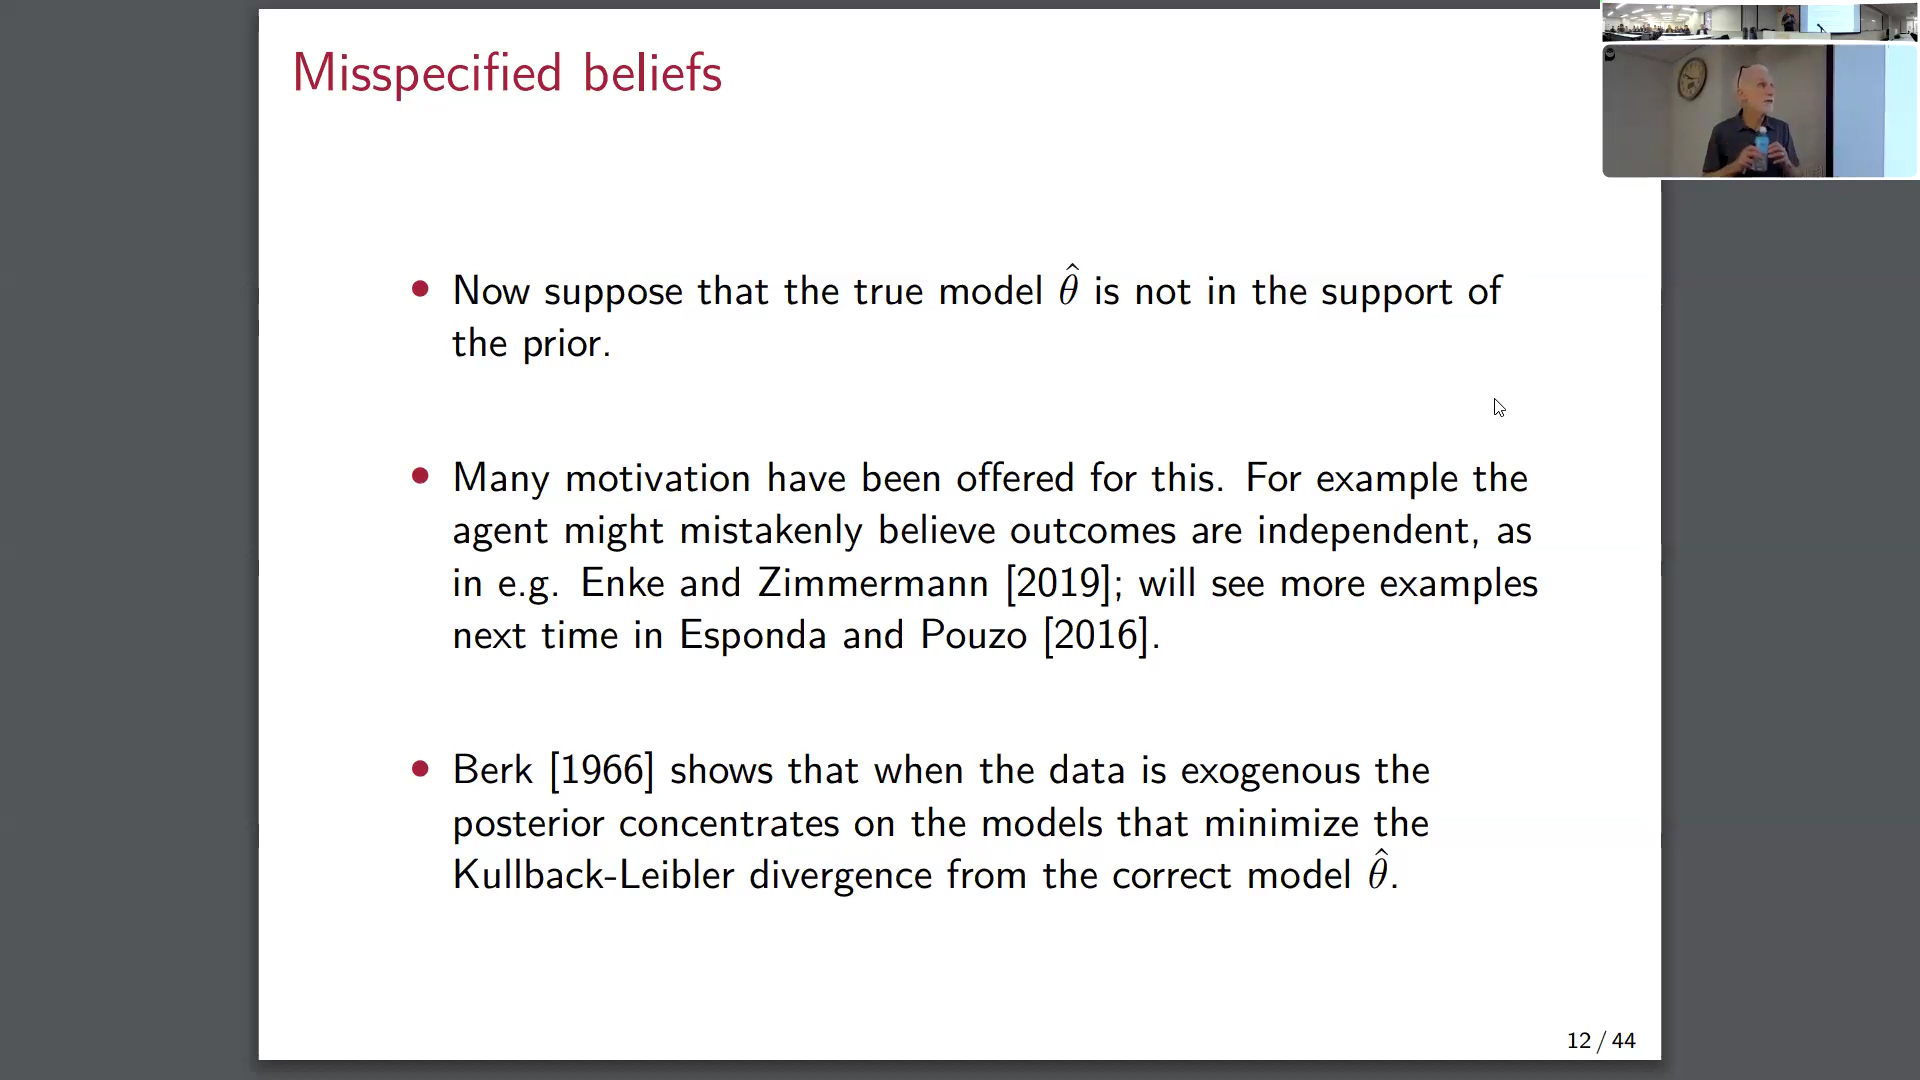 Misspecified beliefs
• Now suppose that the true model θ̂ is not in the support of
the prior.
• Many motivation have been offered for this. For example the
agent might mistakenly believe outcomes are independent, as
in e.g. Enke and Zimmermann [2019]; will see more examples
next time in Esponda and Pouzo [2016].
• Berk [1966] shows that when the data is exogenous the
posterior concentrates on the models that minimize the
Kullback-Leibler divergence from the correct model θ̂.
12 / 44